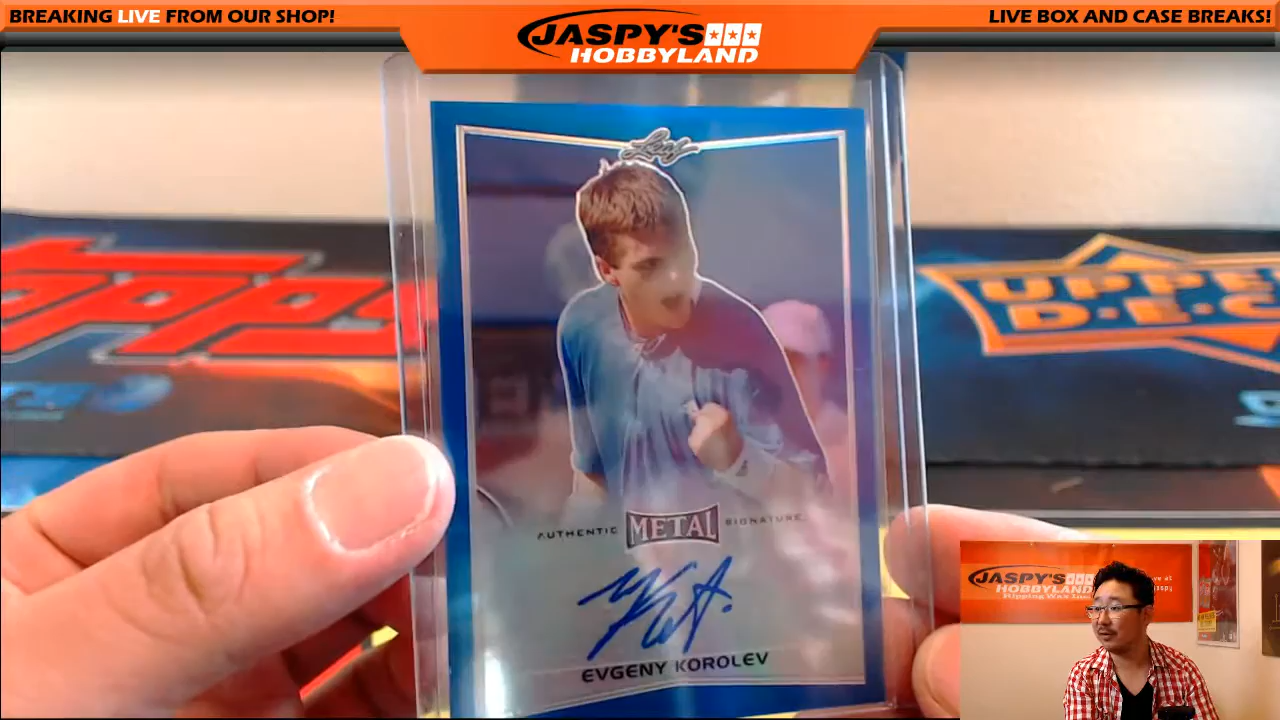 BREAKING LIVE FROM OUR SHOP!
JASPY'S
HOBBYLAND
LIVE BOX AND CASE BREAKS!
Leaf
UPPE
D·E·C
AUTHENTIC METAL SIGNATURE
EVGENY KOROLEV
JASPY'S
HOBBYLAND